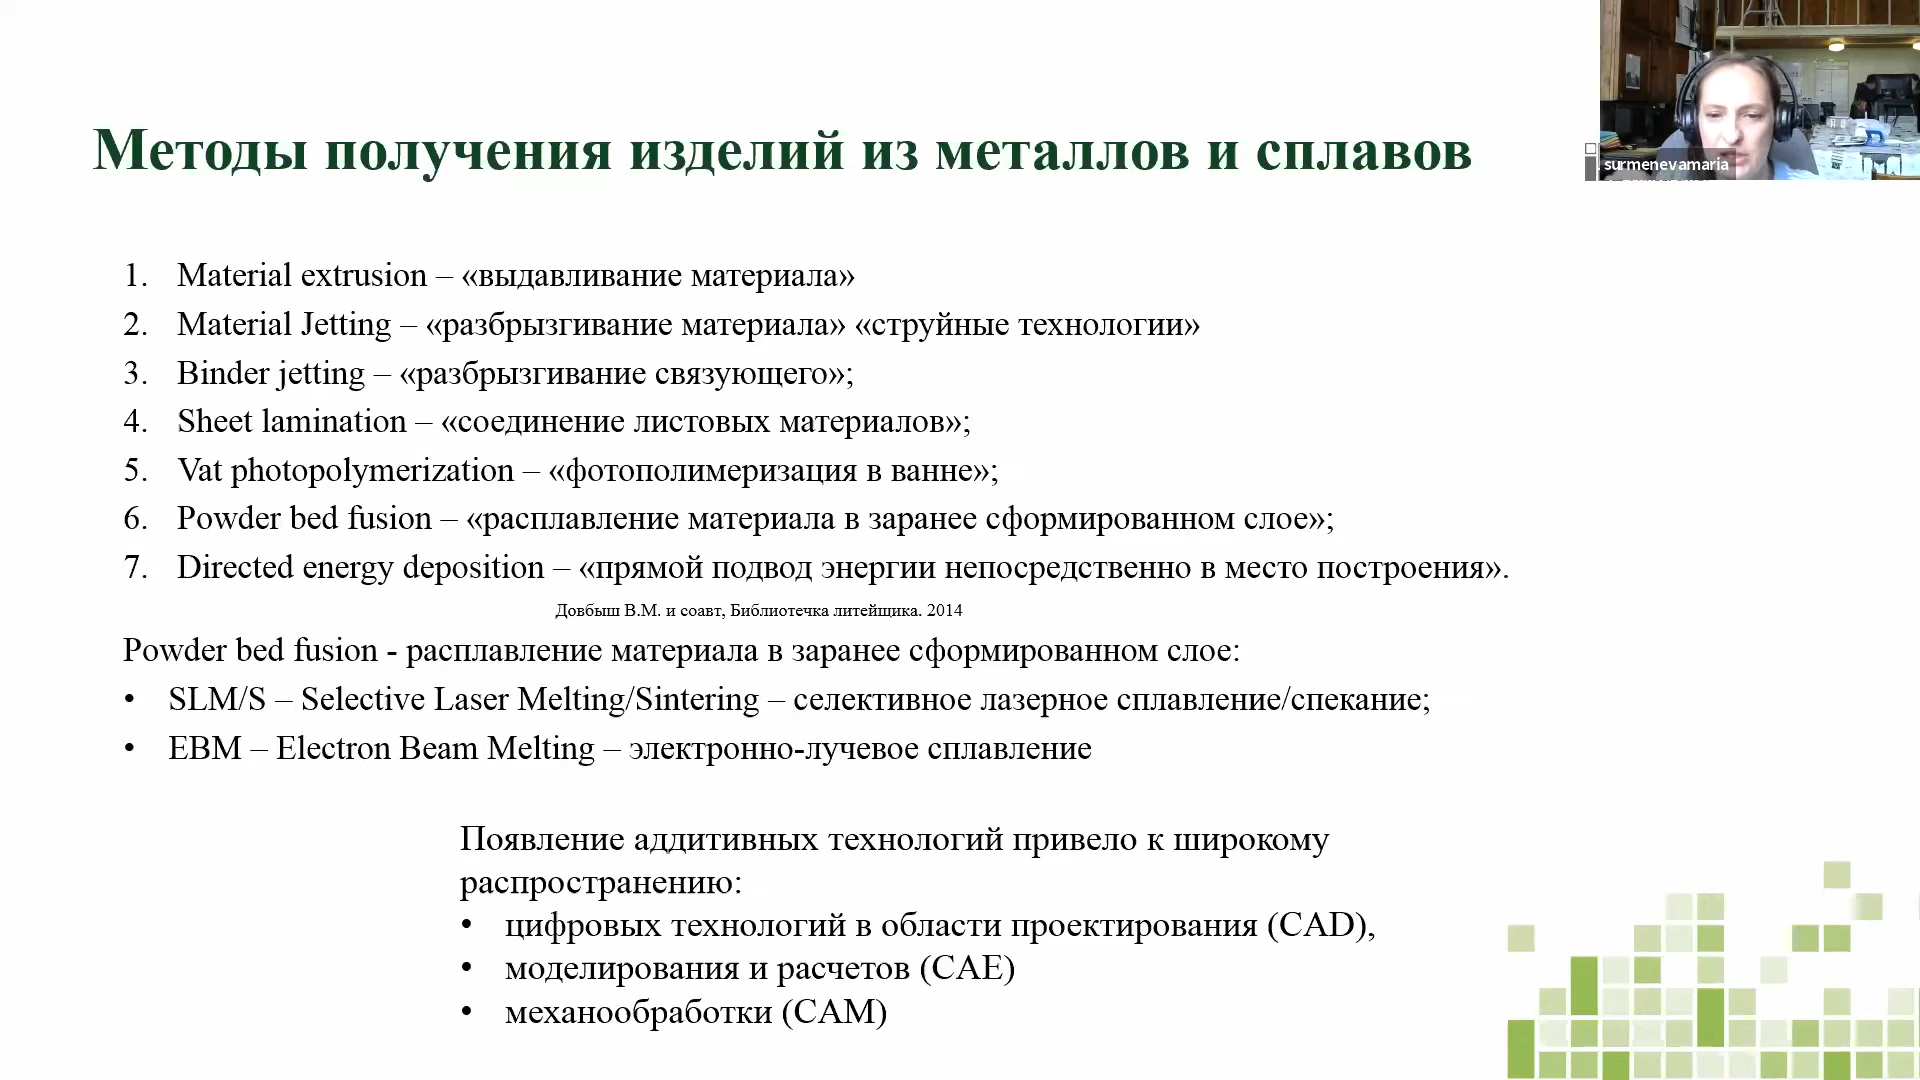 Методы получения изделий из металлов и сплавов
surmenevamaria
1. Material extrusion – «выдавливание материала»
2. Material Jetting – «разбрызгивание материала» «струйные технологии»
3. Binder jetting – «разбрызгивание связующего»;
4. Sheet lamination – «соединение листовых материалов»;
5. Vat photopolymerization – «фотополимеризация в ванне»;
6. Powder bed fusion – «расплавление материала в заранее сформированном слое»;
7. Directed energy deposition – «прямой подвод энергии непосредственно в место построения».
Довбыш В.М. и соавт, Библиотечка литейщика. 2014
Powder bed fusion - расплавление материала в заранее сформированном слое:
• SLM/S – Selective Laser Melting/Sintering – селективное лазерное сплавление/спекание;
• EBM – Electron Beam Melting – электронно-лучевое сплавление
Появление аддитивных технологий привело к широкому
распространению:
• цифровых технологий в области проектирования (CAD),
• моделирования и расчетов (CAE)
• механообработки (CAM)